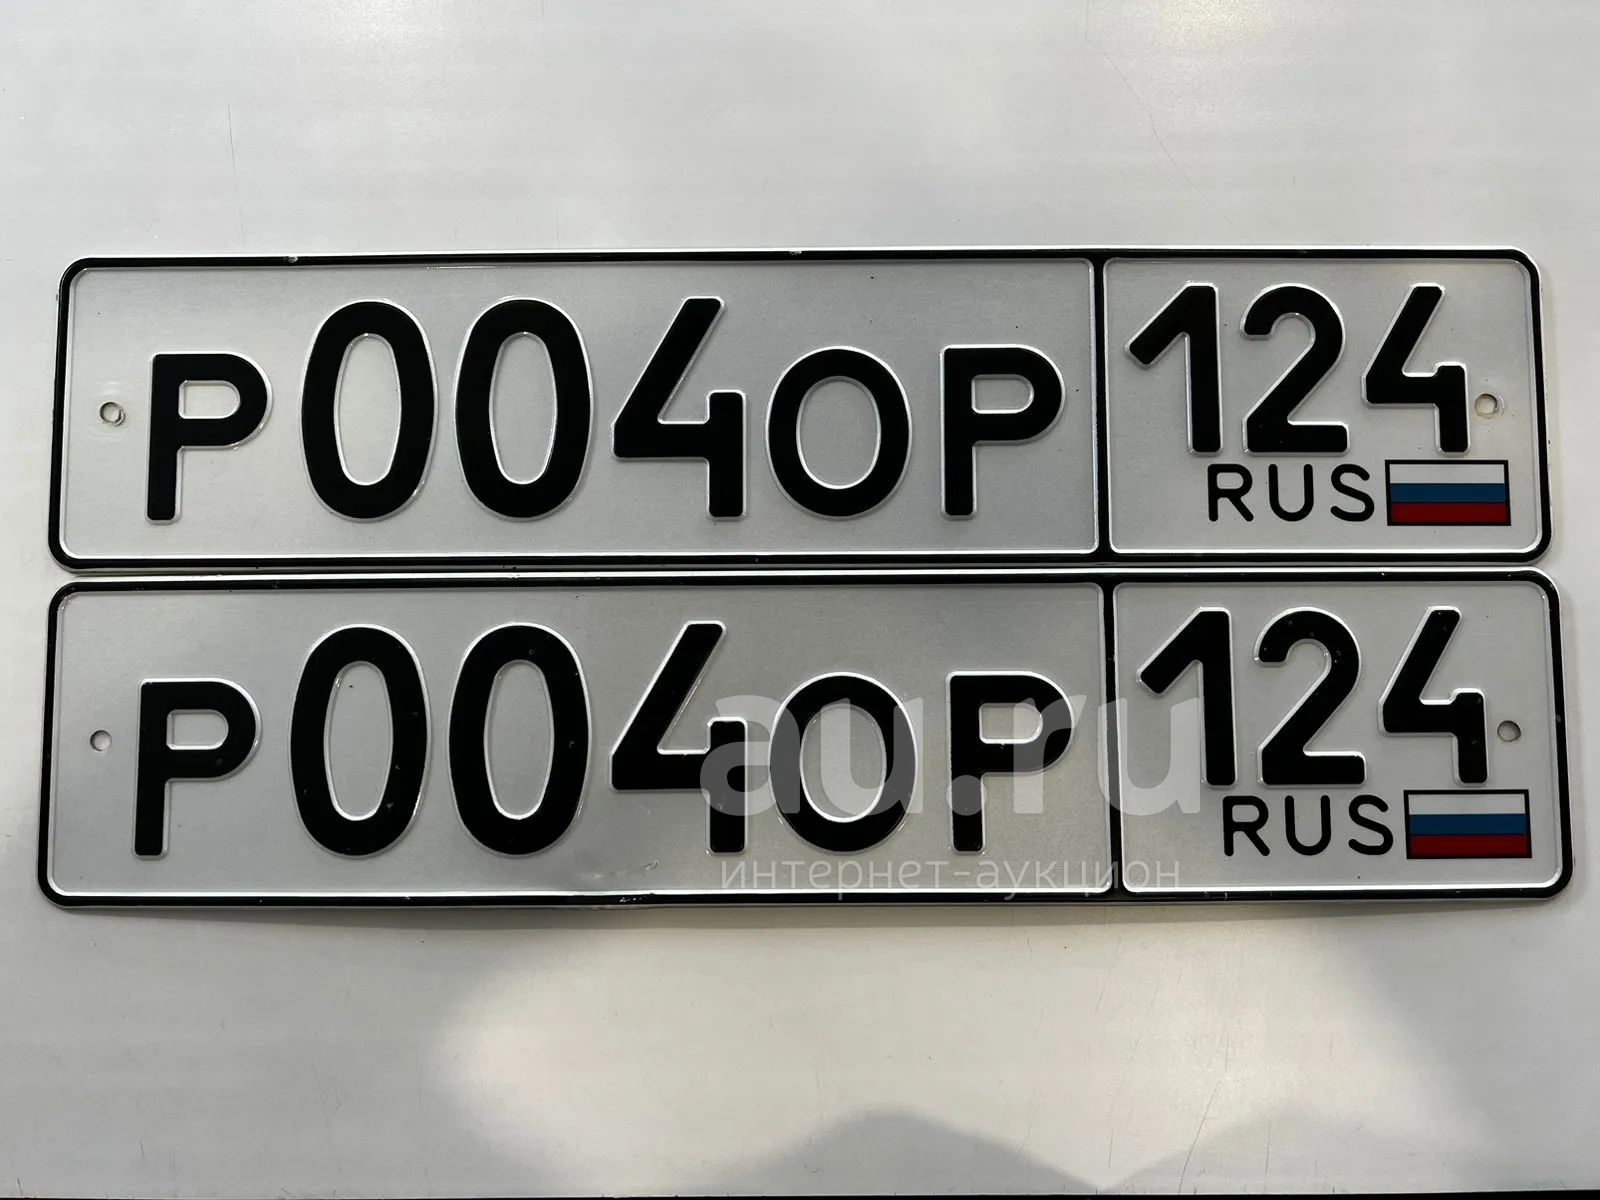 Р004ОР 124
RUS
Р004ОР 124
RUS
au.ru
интернет-аукцион